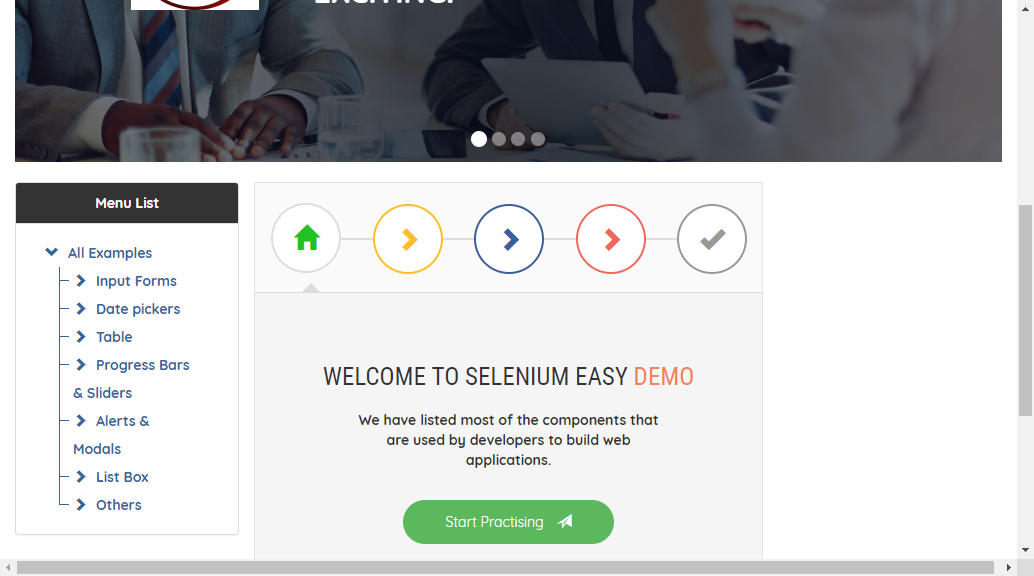 Menu List
All Examples
Input Forms
Date pickers
Table
Progress Bars
& Sliders
Alerts &
Modals
List Box
Others
WELCOME TO SELENIUM EASY DEMO
We have listed most of the components that
are used by developers to build web
applications.
Start Practising